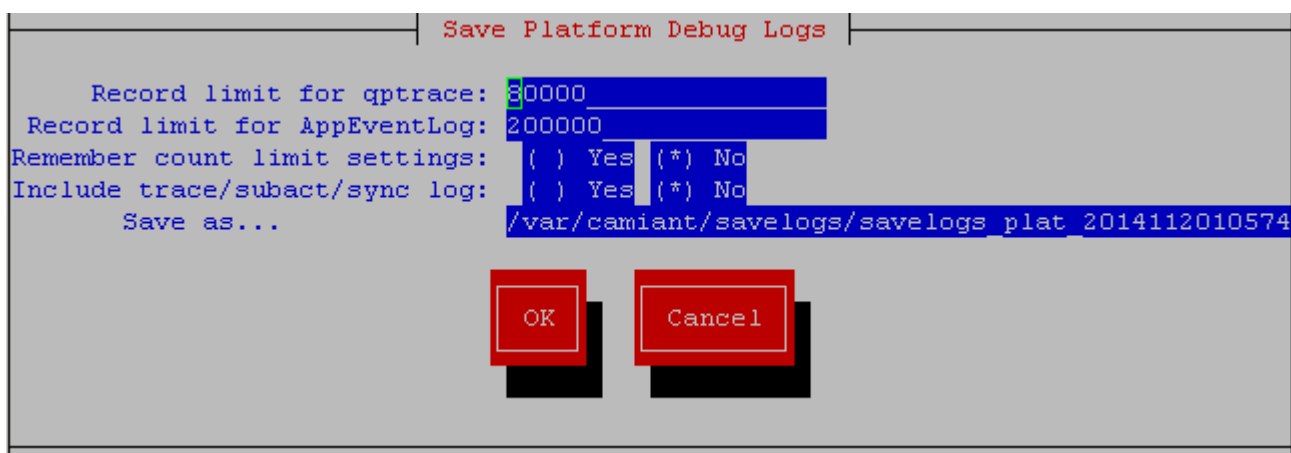 Save Platform Debug Logs
Record limit for qptrace: 80000
Record limit for AppEventLog: 200000
Remember count limit settings: ( ) Yes (*) No
Include trace/subact/sync log: ( ) Yes (*) No
Save as... /var/camiant/savelogs/savelogs_plat_2014112010574
OK Cancel